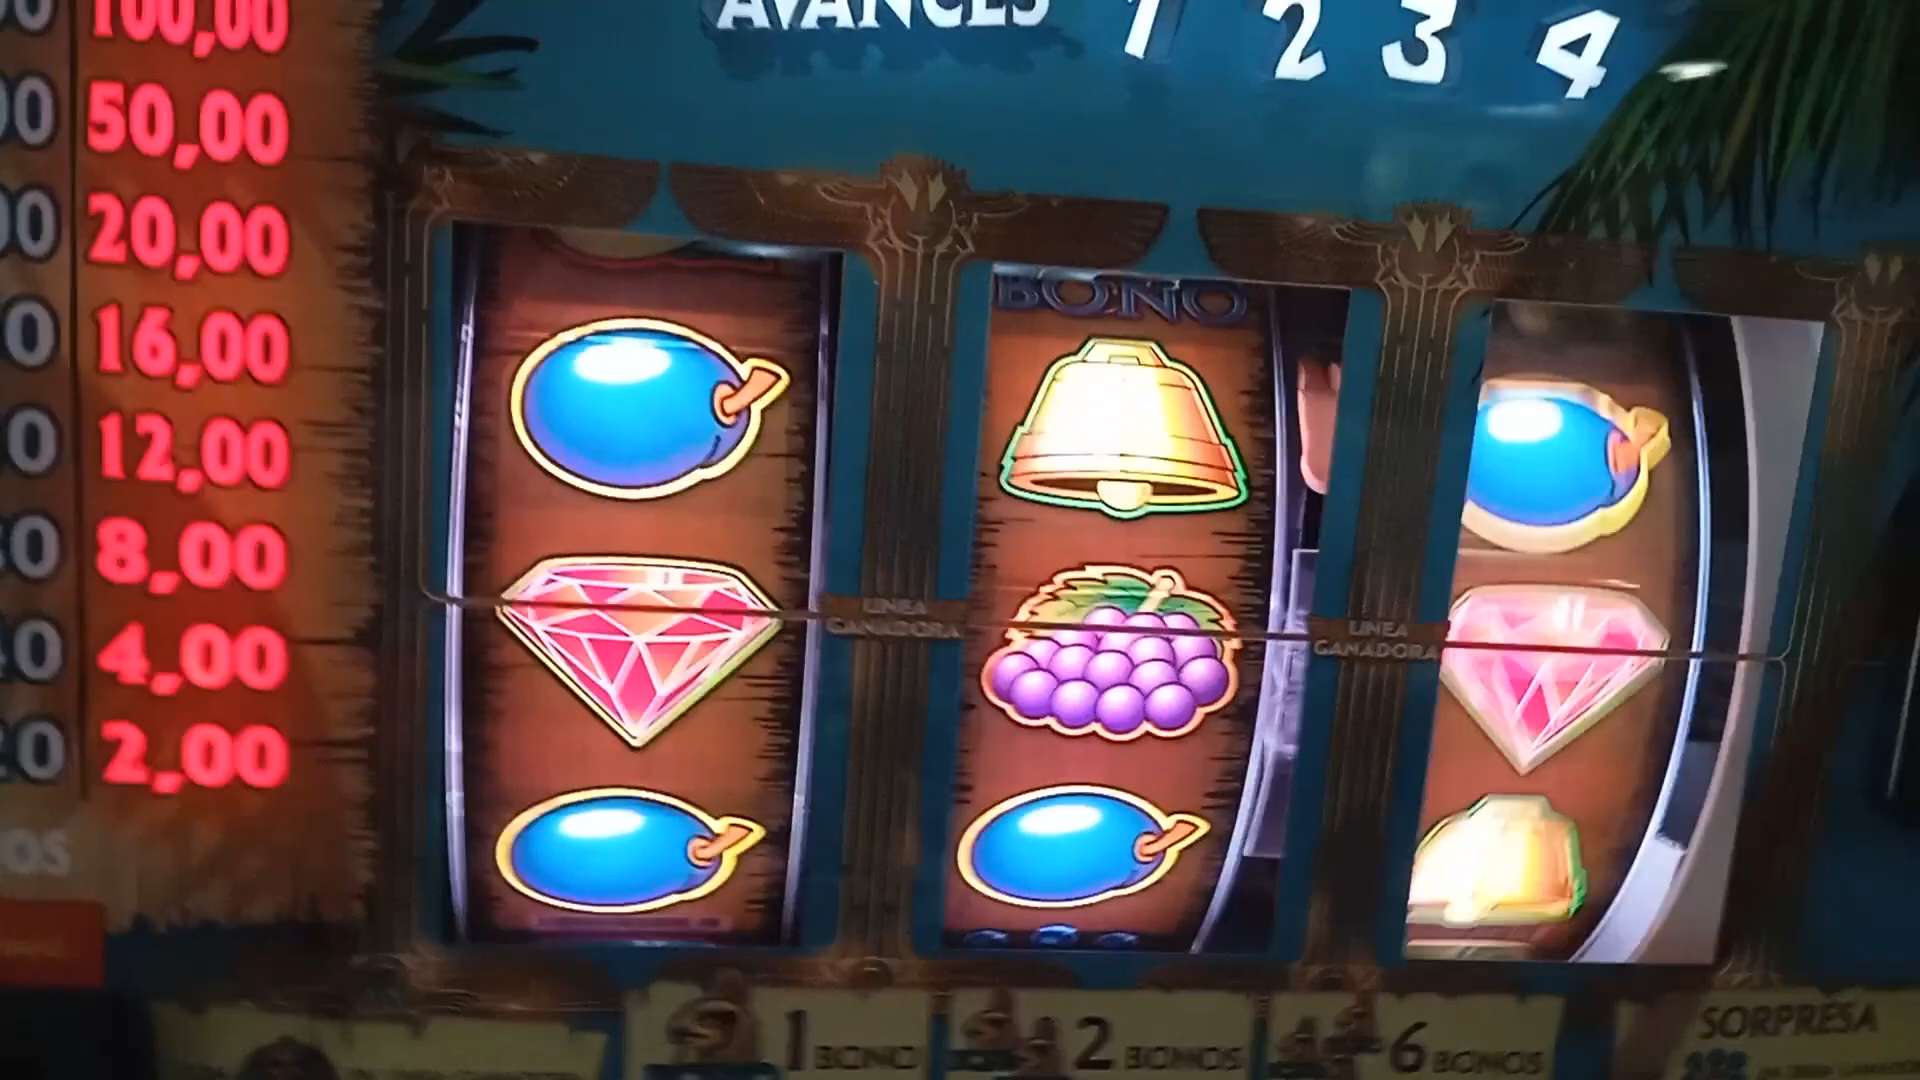 AVANCES 1 2 3 4
100,00
50,00
20,00
16,00
12,00
8,00
4,00
2,00
BONO
LINEA
GANADORA
LINEA
GANADORA
1 BONO
2 BONOS
6 BONOS
SORPRESA